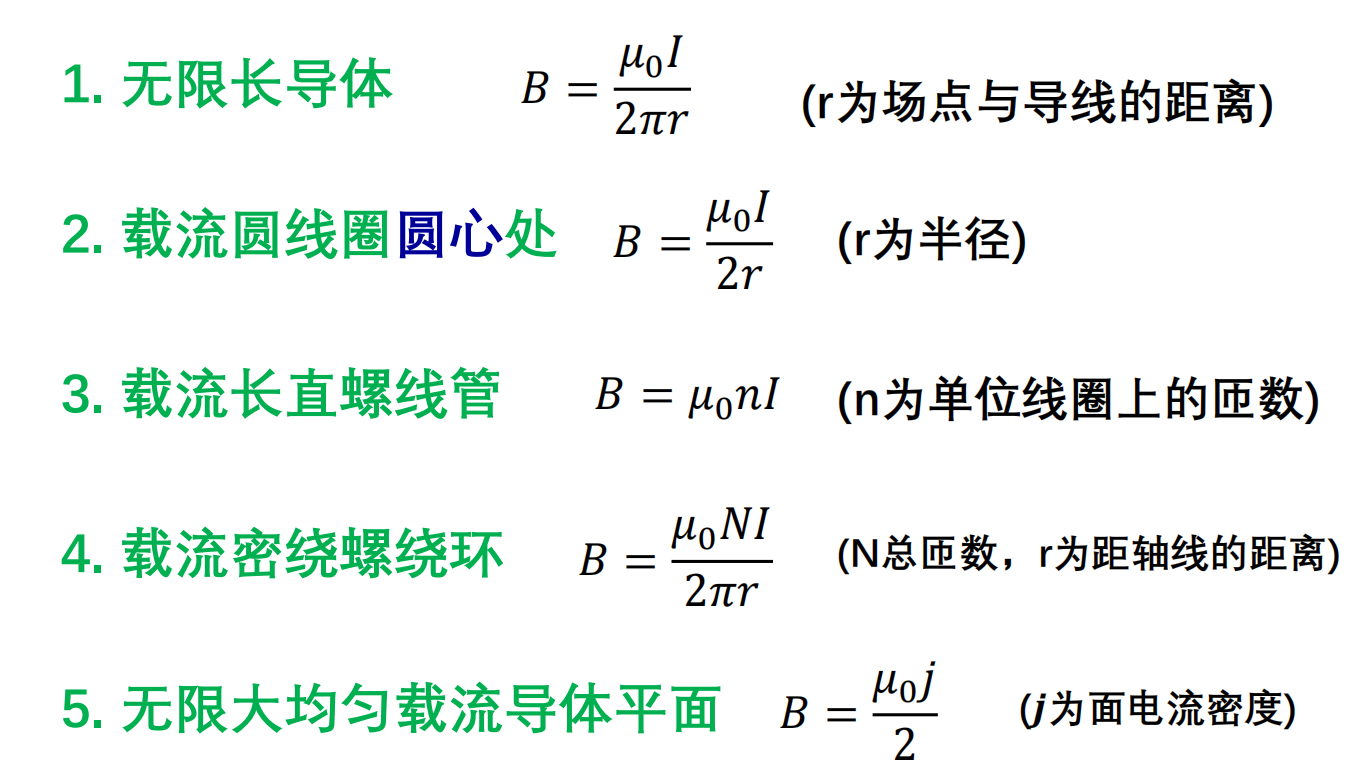 1. 无限长导体 $B = \frac{\mu_0 I}{2\pi r}$ (r为场点与导线的距离)
2. 载流圆线圈圆心处 $B = \frac{\mu_0 I}{2r}$ (r为半径)
3. 载流长直螺线管 $B = \mu_0 nI$ (n为单位线圈上的匝数)
4. 载流密绕螺绕环 $B = \frac{\mu_0 NI}{2\pi r}$ (N总匝数，r为距轴线的距离)
5. 无限大均匀载流导体平面 $B = \frac{\mu_0 j}{2}$ (j为面电流密度)